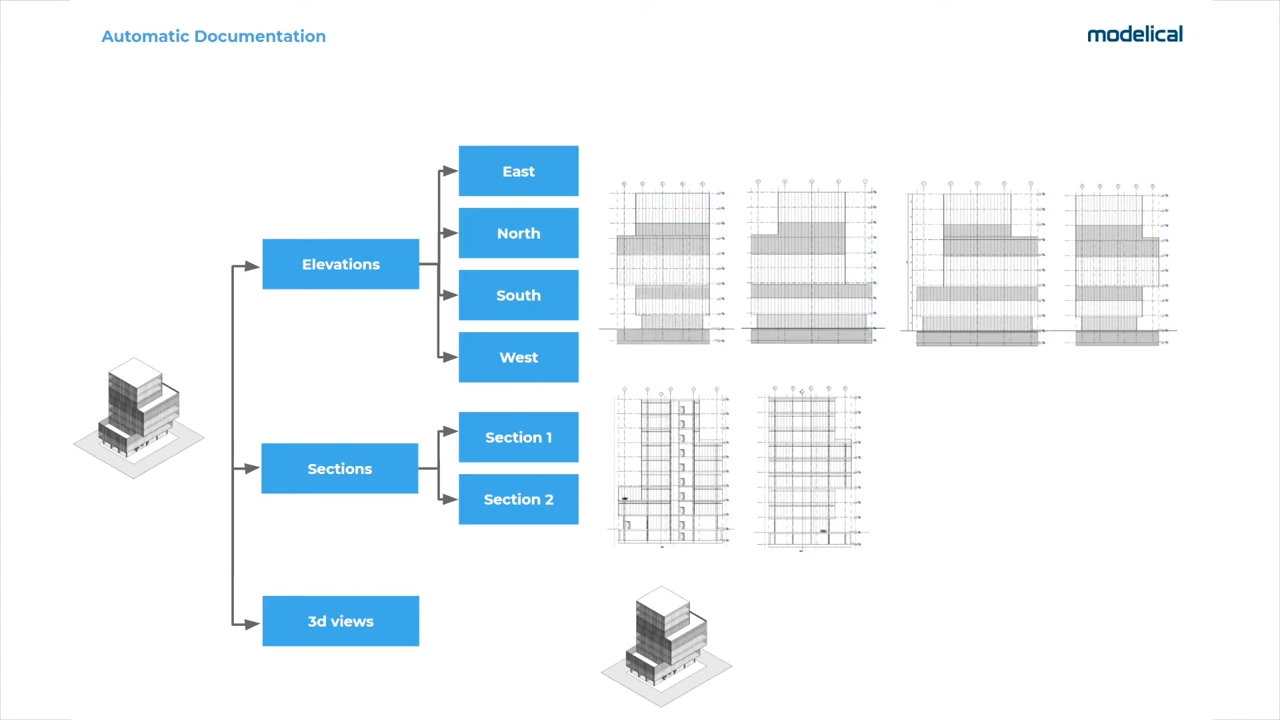 Automatic Documentation
modelical
East
North
Elevations
South
West
Section 1
Sections
Section 2
3d views